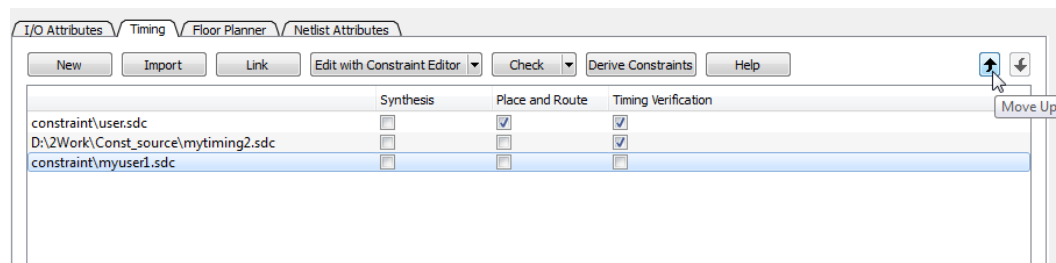 I/O Attributes Timing Floor Planner Netlist Attributes
New Import Link Edit with Constraint Editor Check Derive Constraints Help
Move Up
Synthesis Place and Route Timing Verification
constraint\user.sdc
D:\2Work\Const_source\mytiming2.sdc
constraint\myuser1.sdc